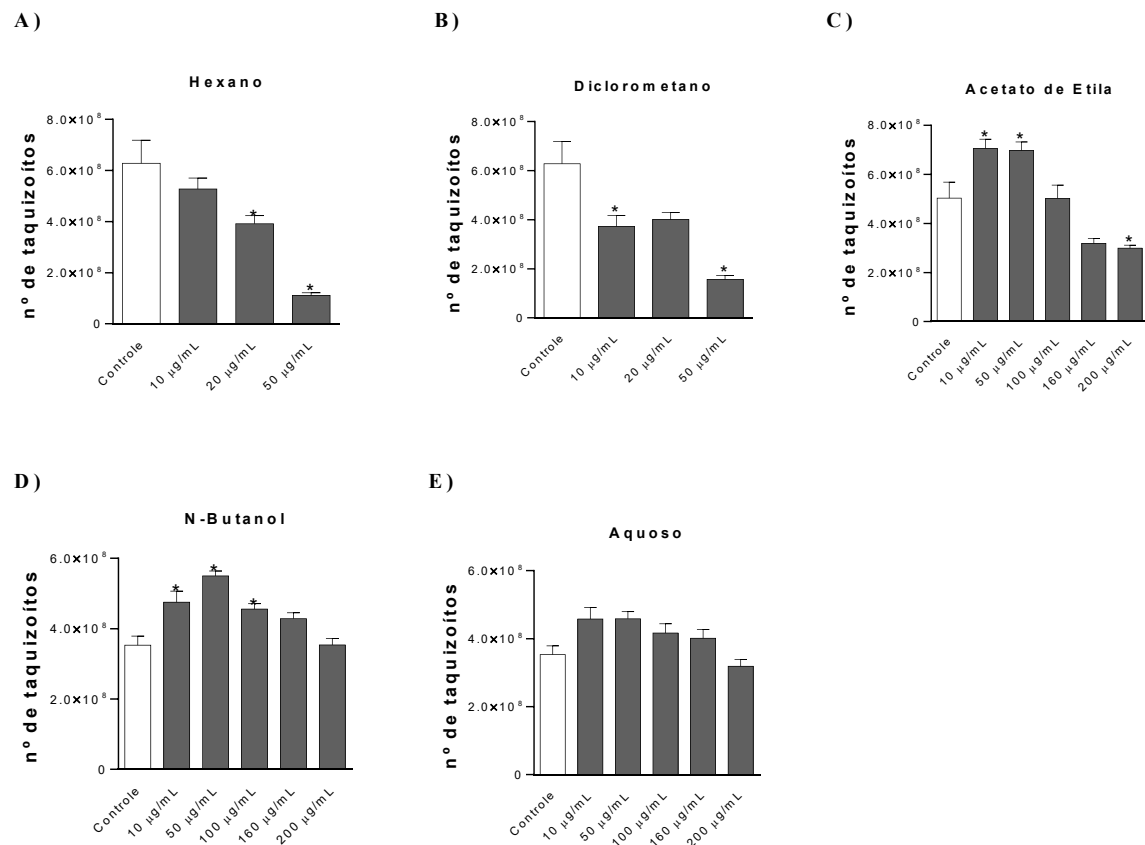 A)
Hexano
nº de taquizoítos
8.0×10⁸
6.0×10⁸
4.0×10⁸
2.0×10⁸
0
*
*
Controle
10 µg/mL
20 µg/mL
50 µg/mL
B)
Diclorometano
nº de taquizoítos
8.0×10⁸
6.0×10⁸
4.0×10⁸
2.0×10⁸
0
*
*
Controle
10 µg/mL
20 µg/mL
50 µg/mL
C)
Acetato de Etila
nº de taquizoítos
8.0×10⁸
6.0×10⁸
4.0×10⁸
2.0×10⁸
0
*
*
*
Controle
10 µg/mL
50 µg/mL
100 µg/mL
160 µg/mL
200 µg/mL
D)
N-Butanol
nº de taquizoítos
6.0×10⁸
4.0×10⁸
2.0×10⁸
0
*
*
*
Controle
10 µg/mL
50 µg/mL
100 µg/mL
160 µg/mL
200 µg/mL
E)
Aquoso
nº de taquizoítos
6.0×10⁸
4.0×10⁸
2.0×10⁸
0
Controle
10 µg/mL
50 µg/mL
100 µg/mL
160 µg/mL
200 µg/mL